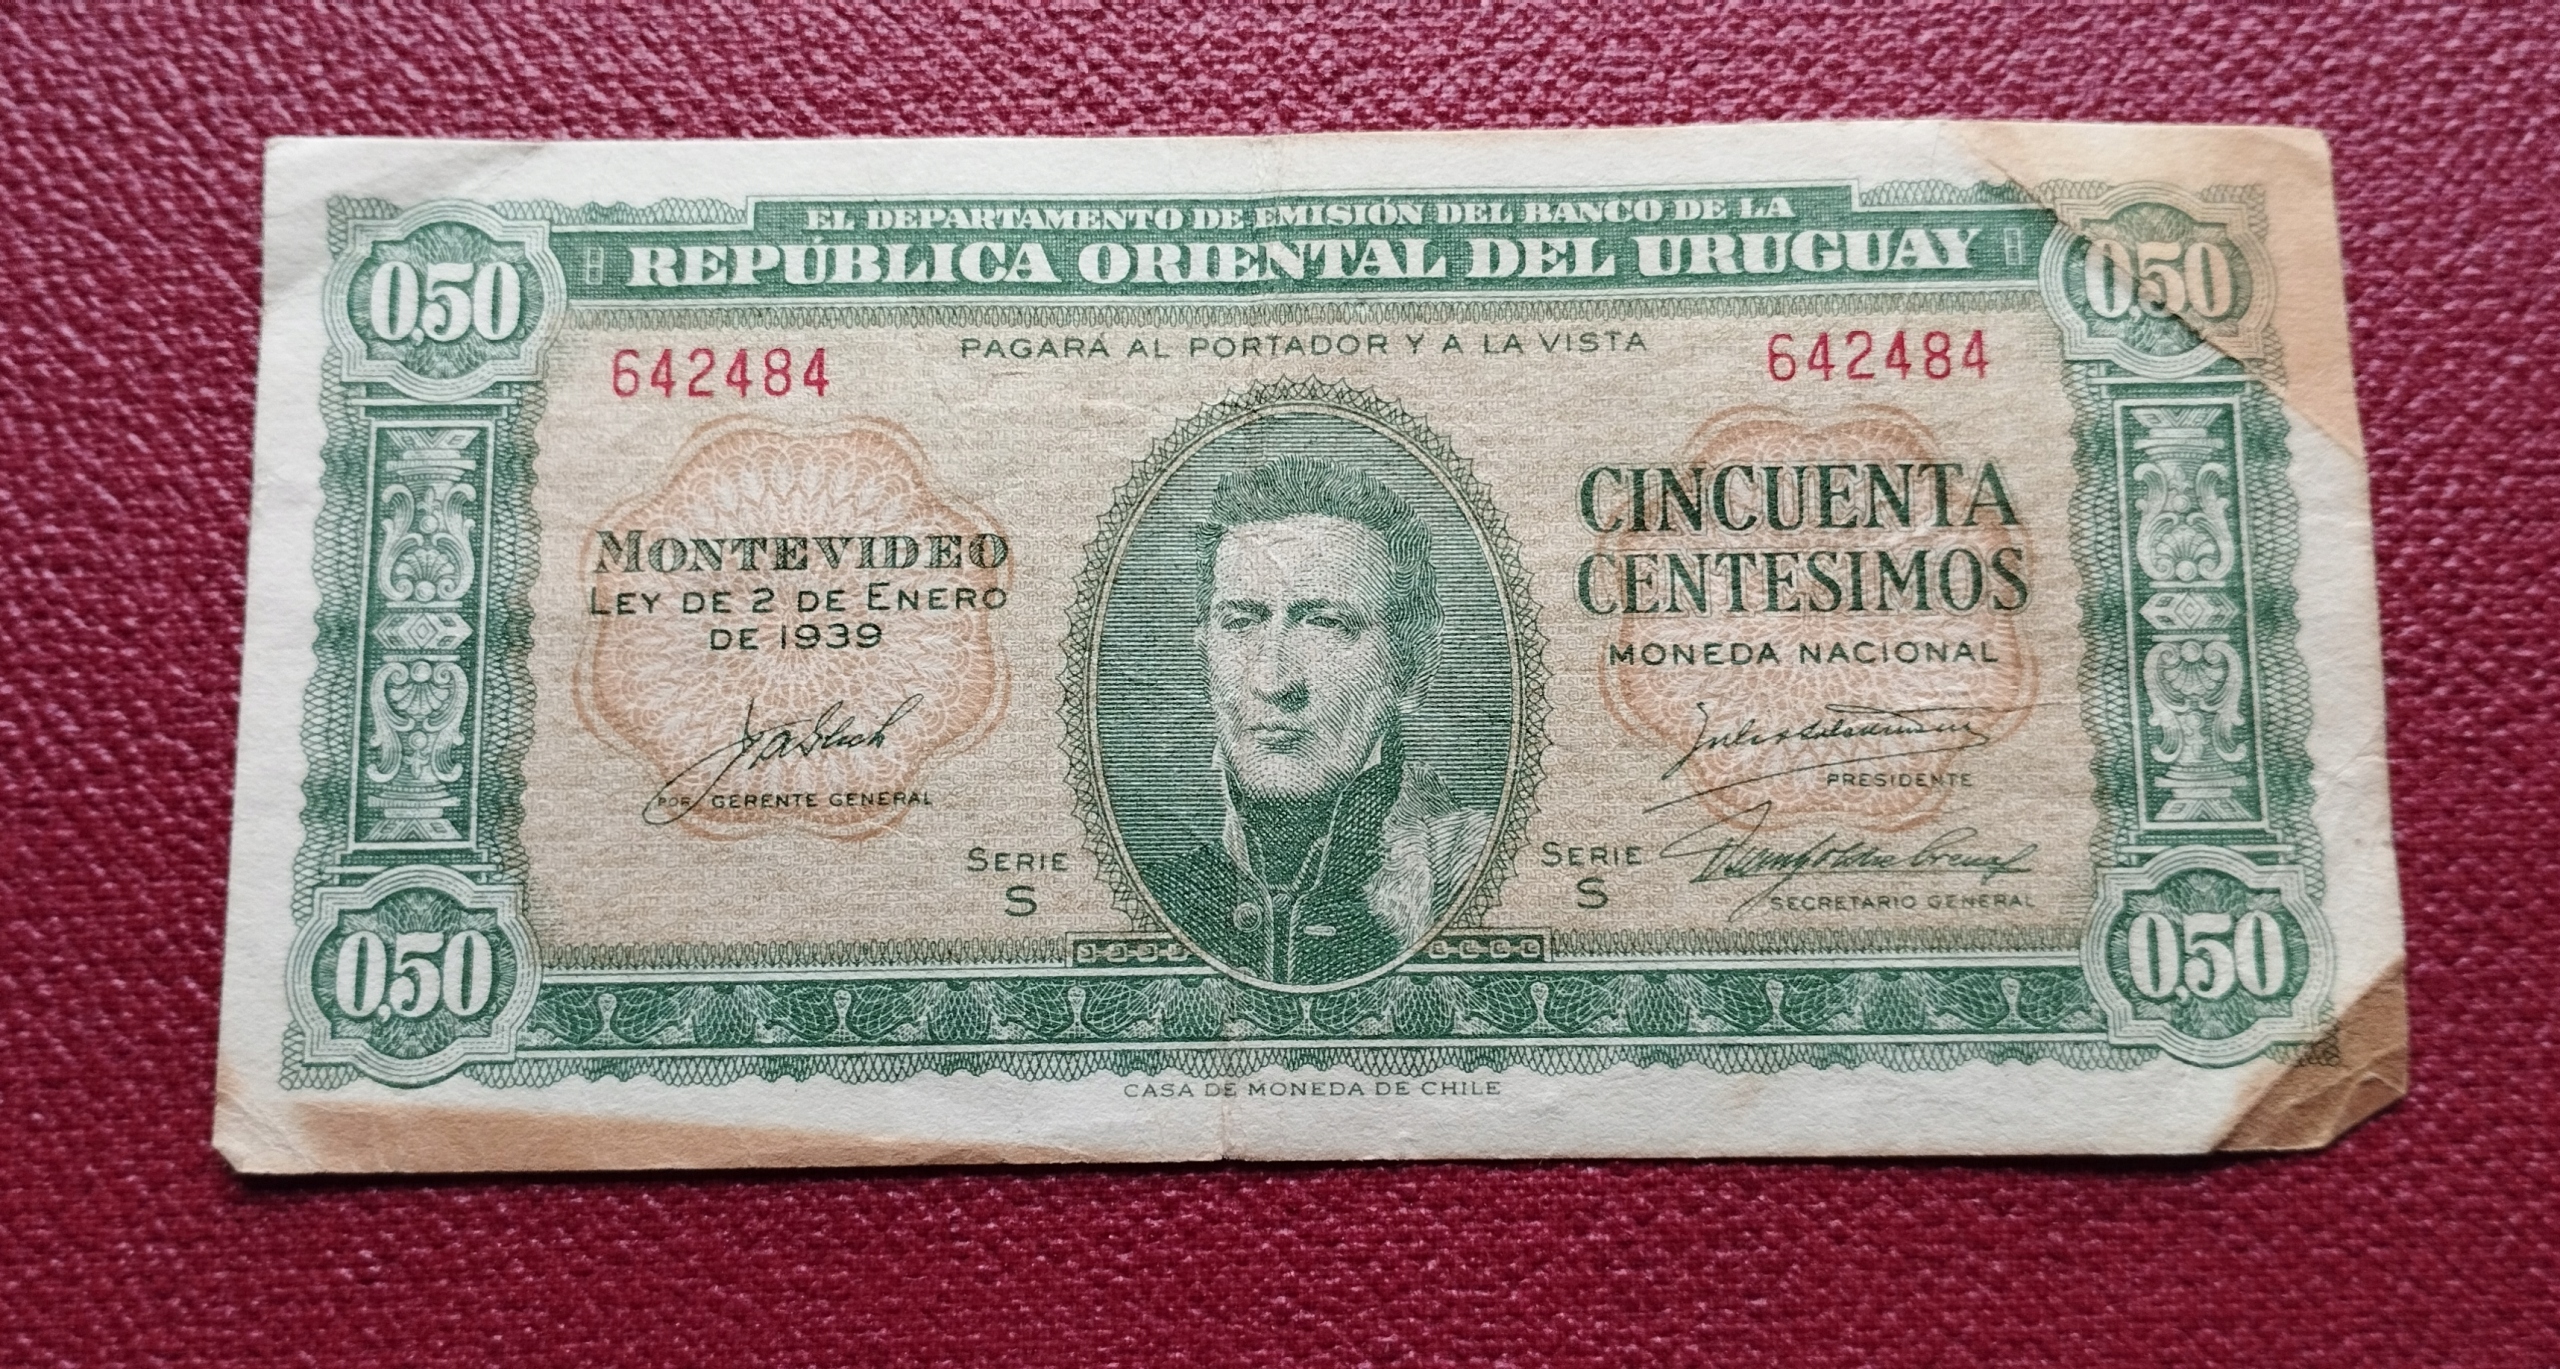 EL DEPARTAMENTO DE EMISIÓN DEL BANCO DE LA
REPÚBLICA ORIENTAL DEL URUGUAY
0,50
0,50
PAGARÁ AL PORTADOR Y A LA VISTA
642484
642484
MONTEVIDEO
LEY DE 2 DE ENERO
DE 1939
CINCUENTA
CENTESIMOS
MONEDA NACIONAL
POR GERENTE GENERAL
PRESIDENTE
SERIE
S
SERIE
S
SECRETARIO GENERAL
0,50
0,50
CASA DE MONEDA DE CHILE